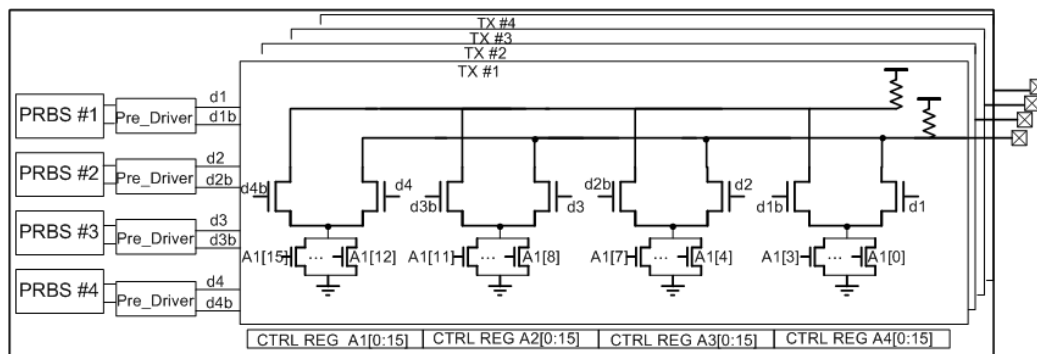 TX #4
TX #3
TX #2
TX #1
PRBS #1
Pre_Driver
d1
d1b
PRBS #2
Pre_Driver
d2
d2b
PRBS #3
Pre_Driver
d3
d3b
PRBS #4
Pre_Driver
d4
d4b
d4b d4 d3b d3 d2b d2 d1b d1
A1[15] ... A1[12] A1[11] ... A1[8] A1[7] ... A1[4] A1[3] ... A1[0]
CTRL REG A1[0:15] CTRL REG A2[0:15] CTRL REG A3[0:15] CTRL REG A4[0:15]